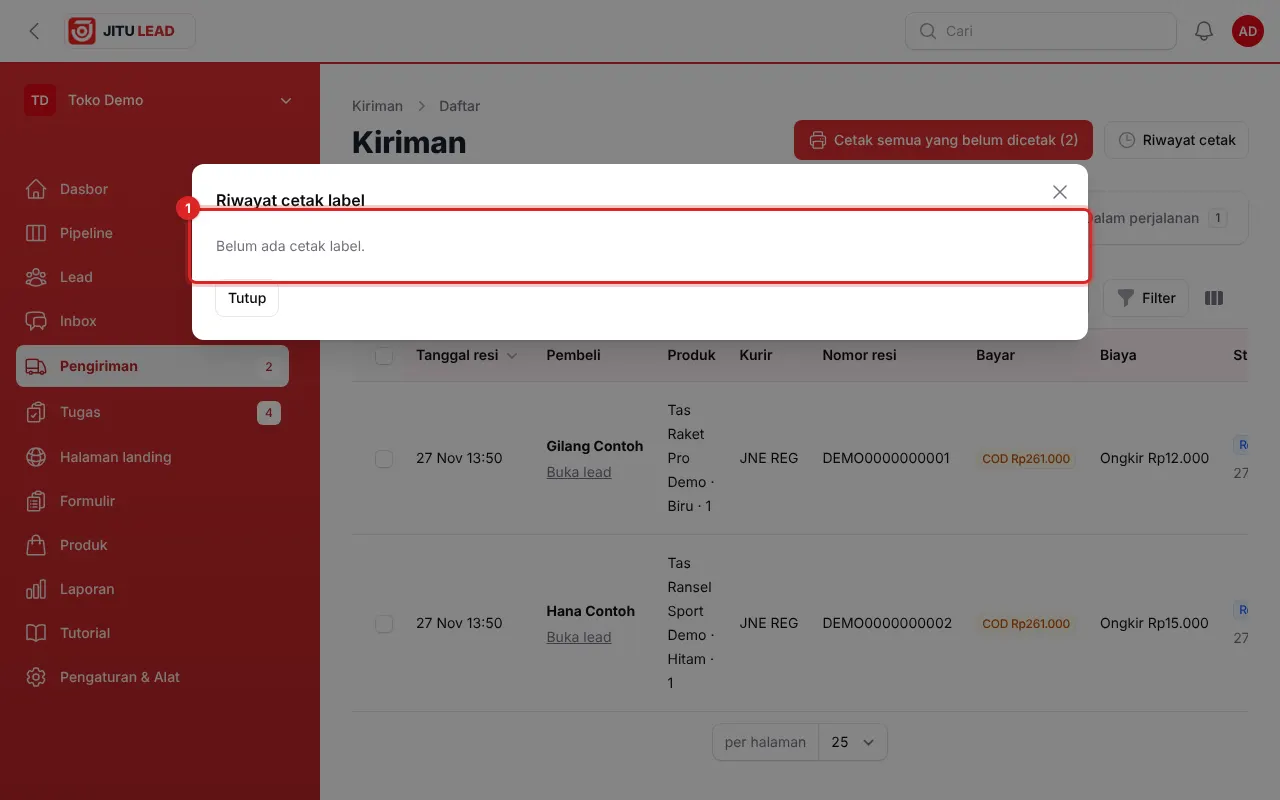 JITU LEAD
Cari
AD
TD
Toko Demo
Dasbor
Pipeline
Lead
Inbox
Pengiriman
2
Tugas
4
Halaman landing
Formulir
Produk
Laporan
Tutorial
Pengaturan & Alat
Kiriman
Daftar
Kiriman
Cetak semua yang belum dicetak (2)
Riwayat cetak
perjalanan
1
Riwayat cetak label
1
Belum ada cetak label.
Tutup
Filter
Tanggal resi
Pembeli
Produk
Kurir
Nomor resi
Bayar
Biaya
St
27 Nov 13:50
Gilang Contoh
Buka lead
Tas
Raket
Pro
Demo ·
Biru · 1
JNE REG
DEMO0000000001
COD Rp261.000
Ongkir Rp12.000
27
27 Nov 13:50
Hana Contoh
Buka lead
Tas
Ransel
Sport
Demo ·
Hitam ·
1
JNE REG
DEMO0000000002
COD Rp261.000
Ongkir Rp15.000
27
per halaman
25